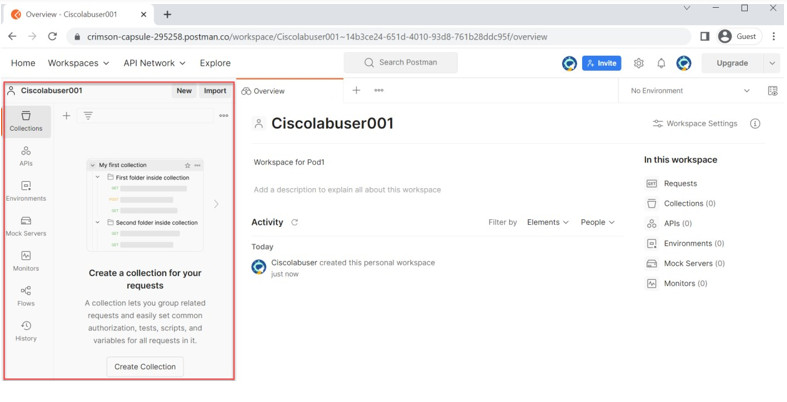 Overview - Ciscolabuser001
crimson-capsule-295258.postman.co/workspace/Ciscolabuser001~14b3ce24-651d-4010-93d8-761b28ddc95f/overview
Guest
Home
Workspaces
API Network
Explore
Search Postman
Invite
Upgrade
Ciscolabuser001
New
Import
Overview
No Environment
Collections
APIs
Environments
Mock Servers
Monitors
Flows
History
My first collection
First folder inside collection
GET
POST
GET
Second folder inside collection
GET
GET
Create a collection for your
requests
A collection lets you group related
requests and easily set common
authorization, tests, scripts, and
variables for all requests in it.
Create Collection
Ciscolabuser001
Workspace Settings
Workspace for Pod1
Add a description to explain all about this workspace
Activity
Filter by
Elements
People
Today
Ciscolabuser created this personal workspace
just now
In this workspace
GET
Requests
Collections (0)
APIs (0)
Environments (0)
Mock Servers (0)
Monitors (0)